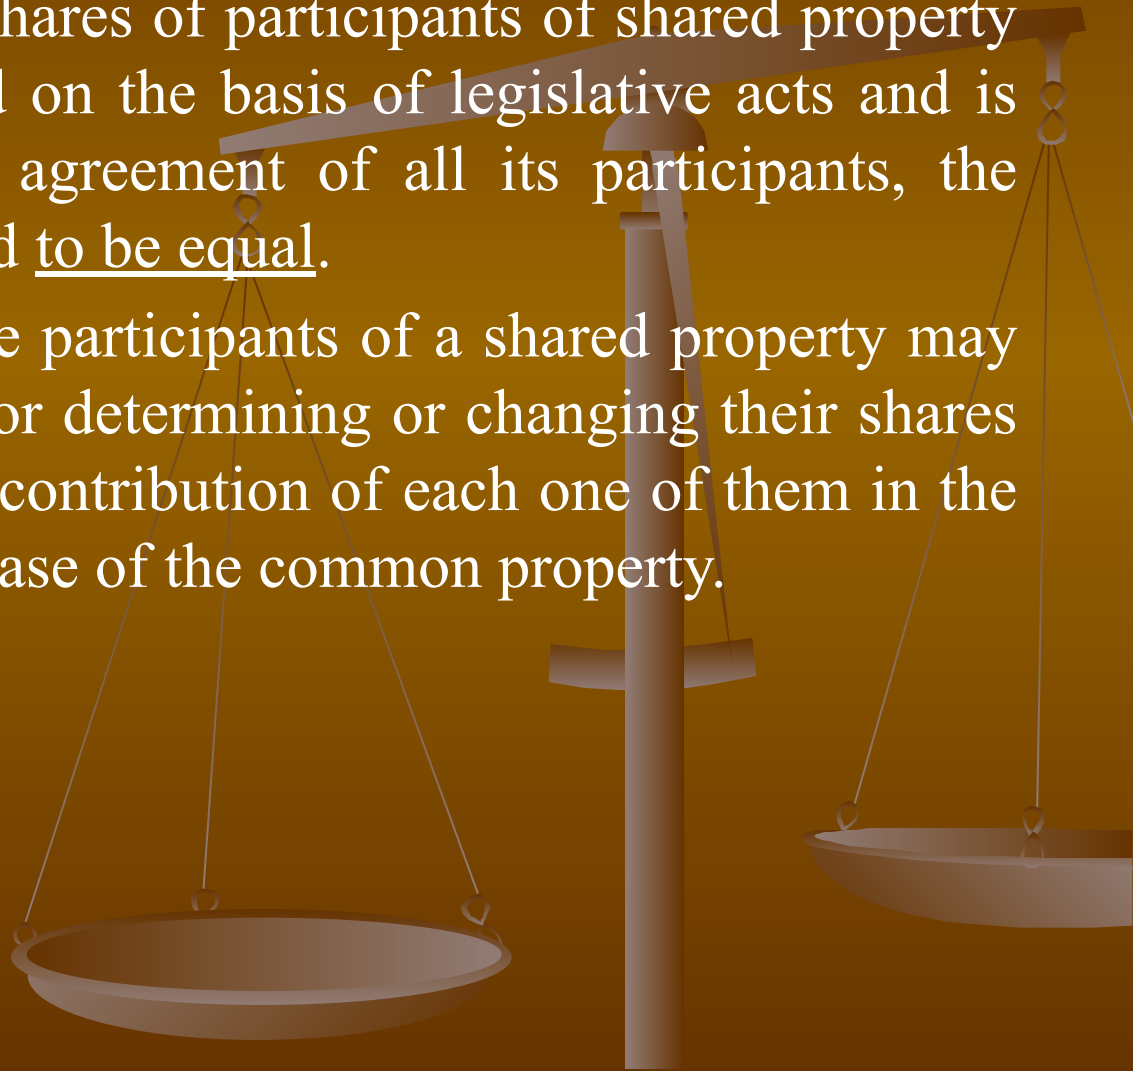 hares of participants of shared property
on the basis of legislative acts and is
agreement of all its participants, the
to be equal.
participants of a shared property may
or determining or changing their shares
contribution of each one of them in the
ase of the common property.